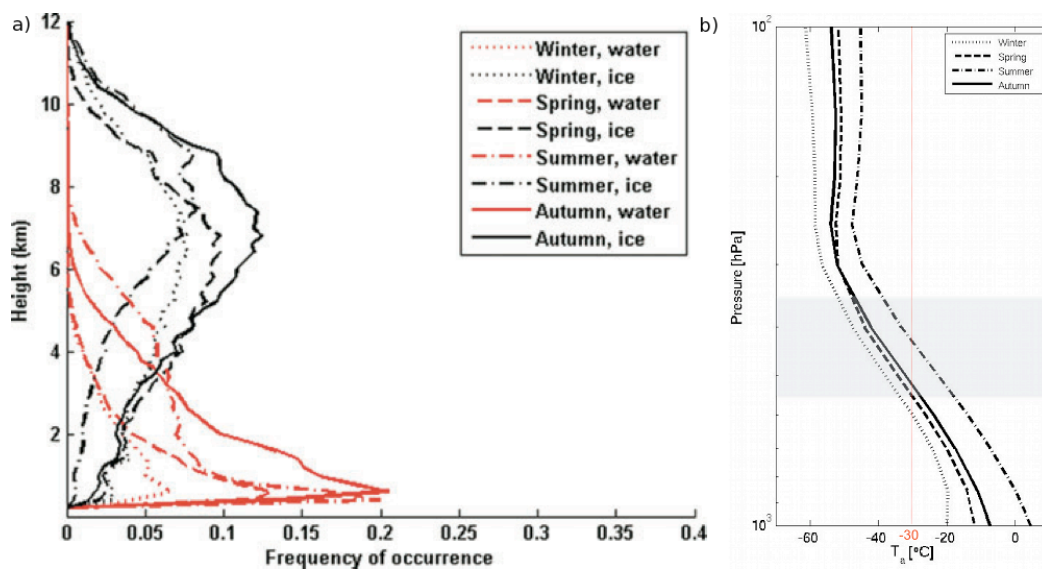 a)
12
10
8
6
4
2
0
0.05
0.1
0.15
0.2
0.25
0.3
0.35
0.4
Height (km)
Frequency of occurrence
Winter, water
Winter, ice
Spring, water
Spring, ice
Summer, water
Summer, ice
Autumn, water
Autumn, ice
b)
10²
10³
Pressure [hPa]
-60
-40
-30
-20
0
Tₐ [°C]
Winter
Spring
Summer
Autumn